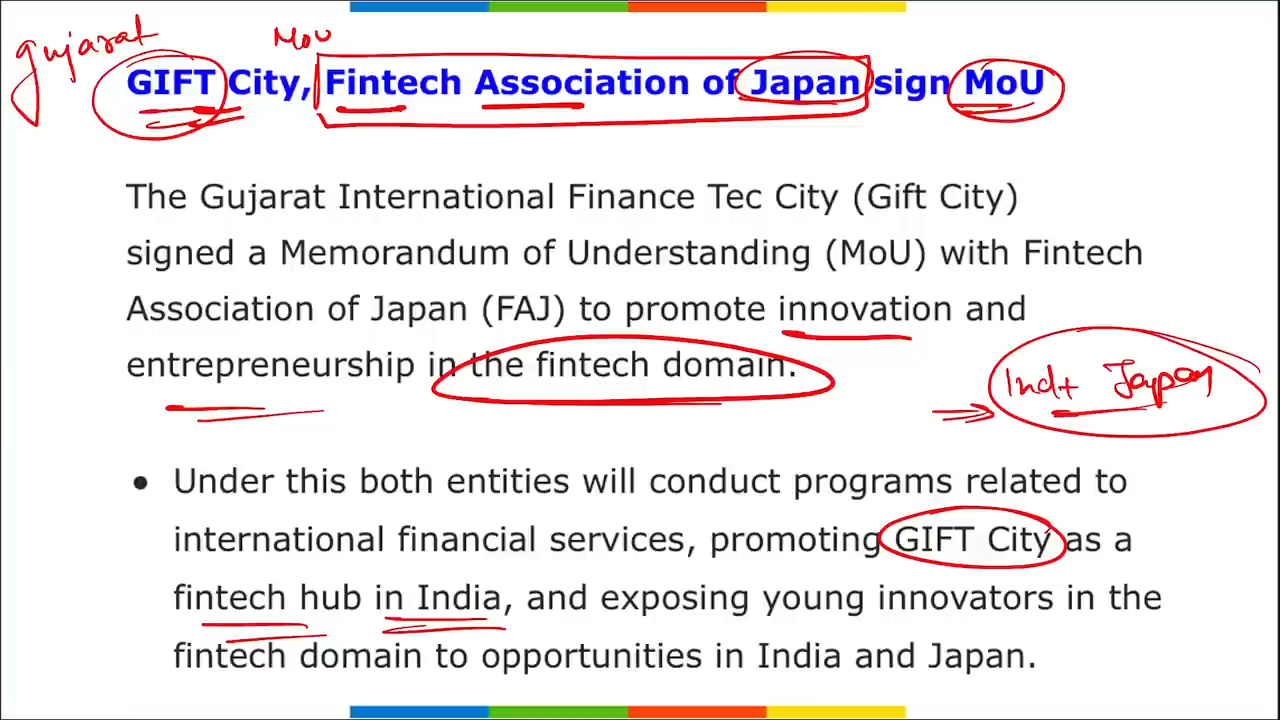 Gujarat
MoU
GIFT City, Fintech Association of Japan sign MoU
The Gujarat International Finance Tec City (Gift City)
signed a Memorandum of Understanding (MoU) with Fintech
Association of Japan (FAJ) to promote innovation and
entrepreneurship in the fintech domain.
Ind+ Japan
• Under this both entities will conduct programs related to
international financial services, promoting GIFT City as a
fintech hub in India, and exposing young innovators in the
fintech domain to opportunities in India and Japan.